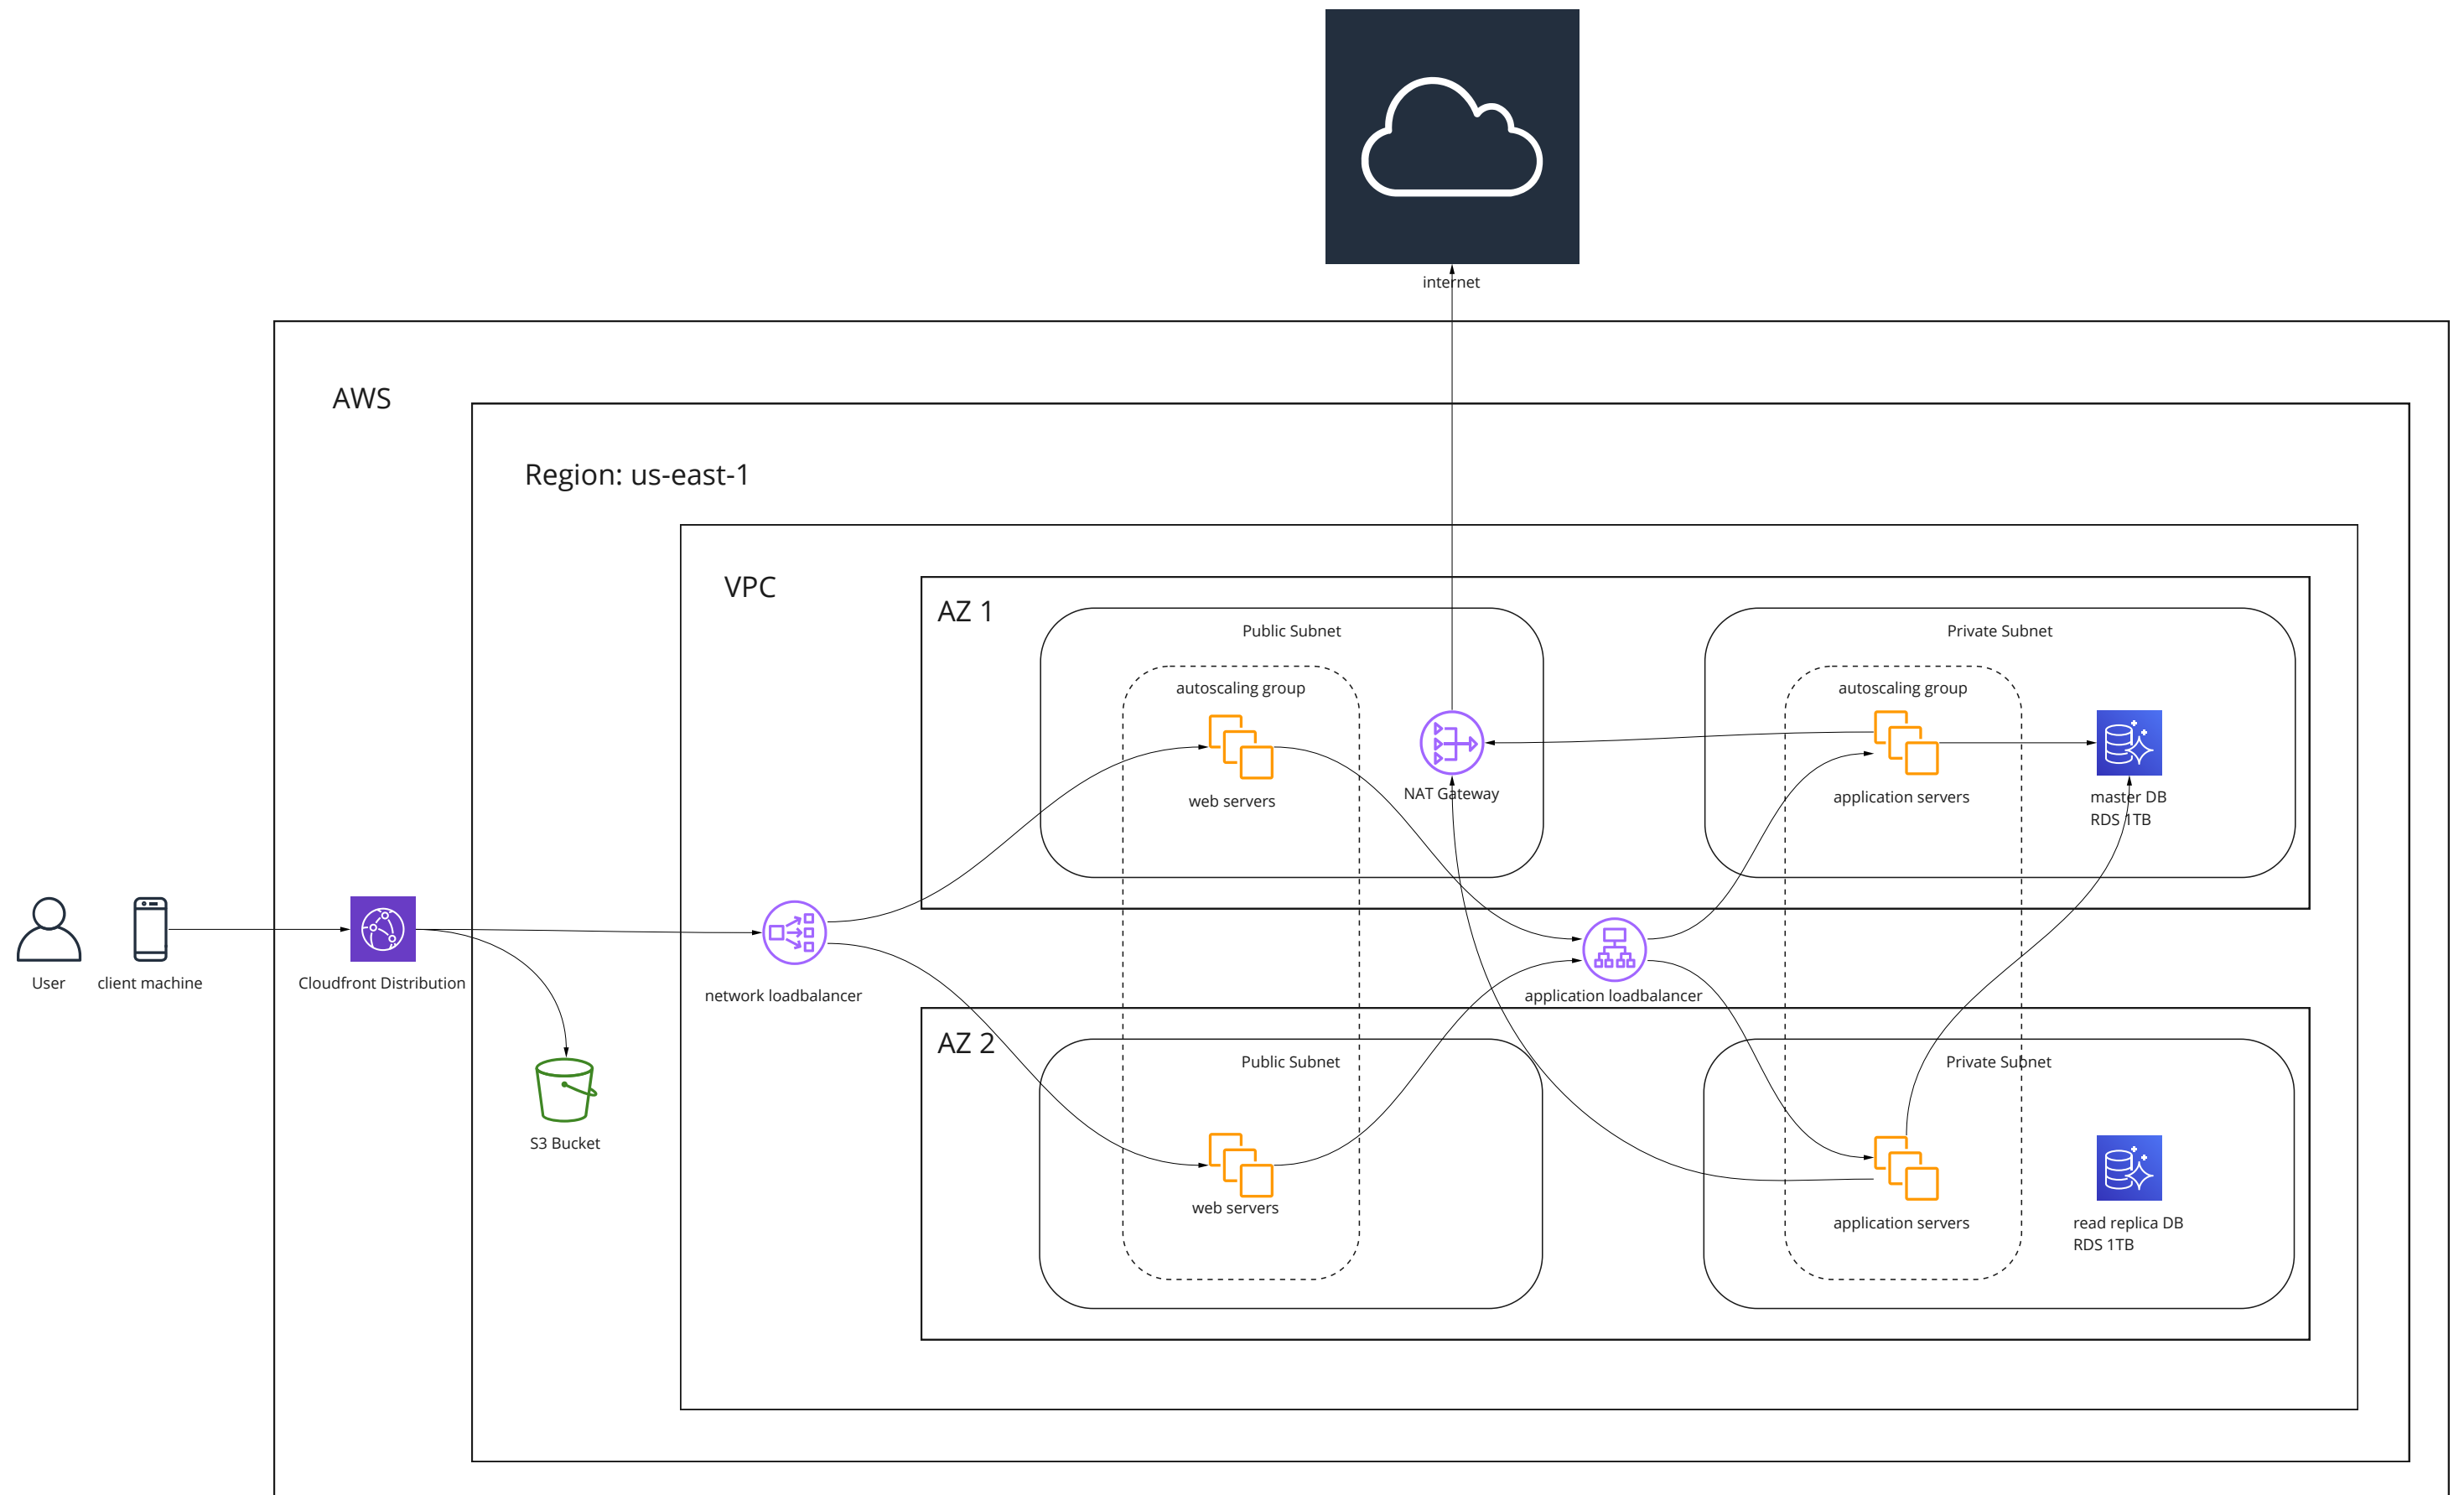 internet
AWS
Region: us-east-1
VPC
AZ 1
Public Subnet
Private Subnet
autoscaling group
autoscaling group
web servers
NAT Gateway
application servers
master DB
RDS 1TB
User
client machine
Cloudfront Distribution
network loadbalancer
application loadbalancer
AZ 2
Public Subnet
Private Subnet
S3 Bucket
web servers
application servers
read replica DB
RDS 1TB